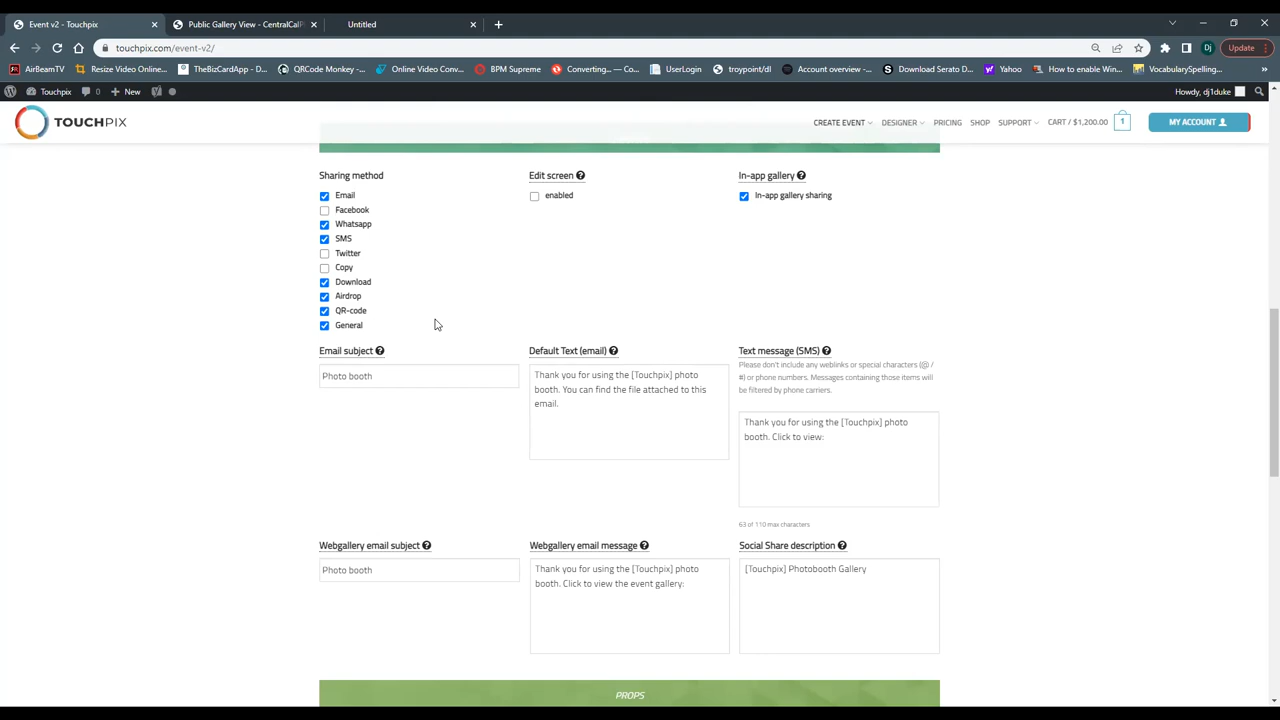 Event v2 - Touchpix
Public Gallery View - CentralCalP
Untitled
touchpix.com/event-v2/
Dj
Update
AirBeamTV
Resize Video Online...
TheBizCardApp - D...
QRCode Monkey - ...
Online Video Conv...
BPM Supreme
Converting... — Co...
UserLogin
troypoint/dl
Account overview -...
Download Serato D...
Yahoo
How to enable Win...
VocabularySpelling...
Touchpix
0
New
Howdy, dj1duke
TOUCHPIX
CREATE EVENT
DESIGNER
PRICING
SHOP
SUPPORT
CART / $1,200.00
1
MY ACCOUNT
Sharing method
Email
Facebook
Whatsapp
SMS
Twitter
Copy
Download
Airdrop
QR-code
General
Edit screen
enabled
In-app gallery
In-app gallery sharing
Email subject
Photo booth
Default Text (email)
Thank you for using the [Touchpix] photo
booth. You can find the file attached to this
email.
Text message (SMS)
Please don't include any weblinks or special characters (@ /
#) or phone numbers. Messages containing those items will
be filtered by phone carriers.
Thank you for using the [Touchpix] photo
booth. Click to view:
63 of 110 max characters
Webgallery email subject
Photo booth
Webgallery email message
Thank you for using the [Touchpix] photo
booth. Click to view the event gallery:
Social Share description
[Touchpix] Photobooth Gallery
PROPS